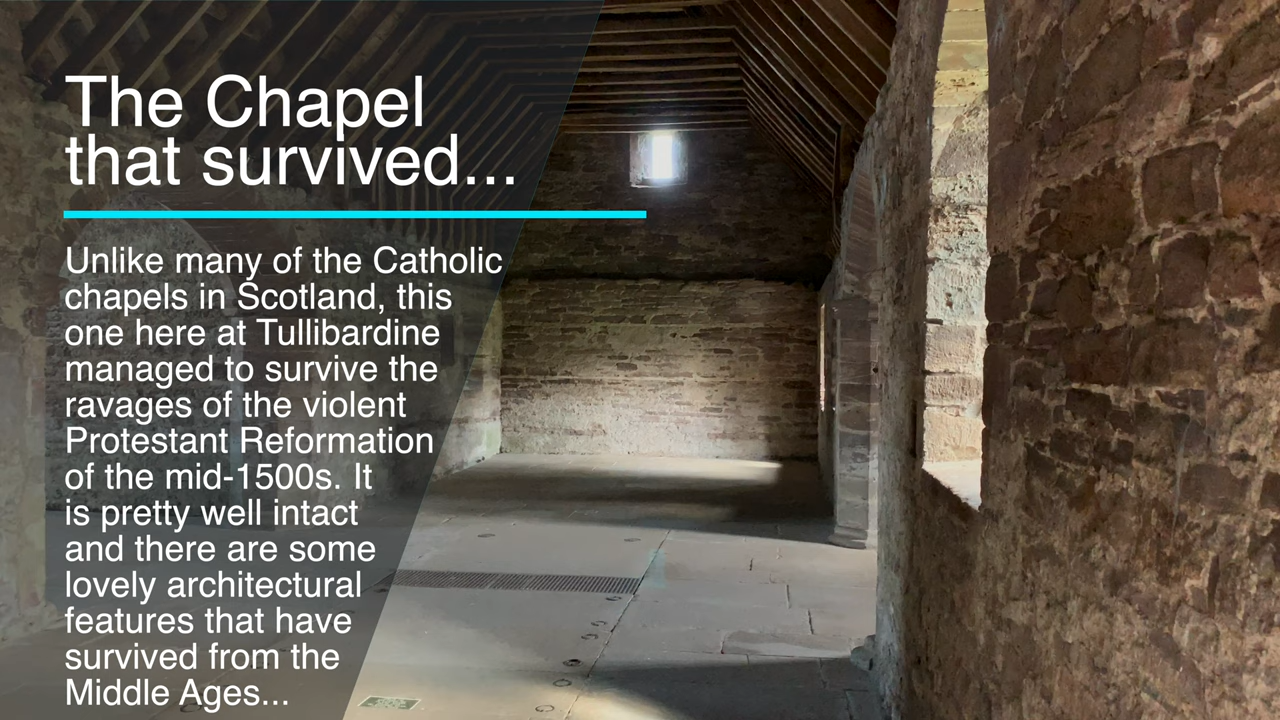 The Chapel
that survived...
Unlike many of the Catholic
chapels in Scotland, this
one here at Tullibardine
managed to survive the
ravages of the violent
Protestant Reformation
of the mid-1500s. It
is pretty well intact
and there are some
lovely architectural
features that have
survived from the
Middle Ages...